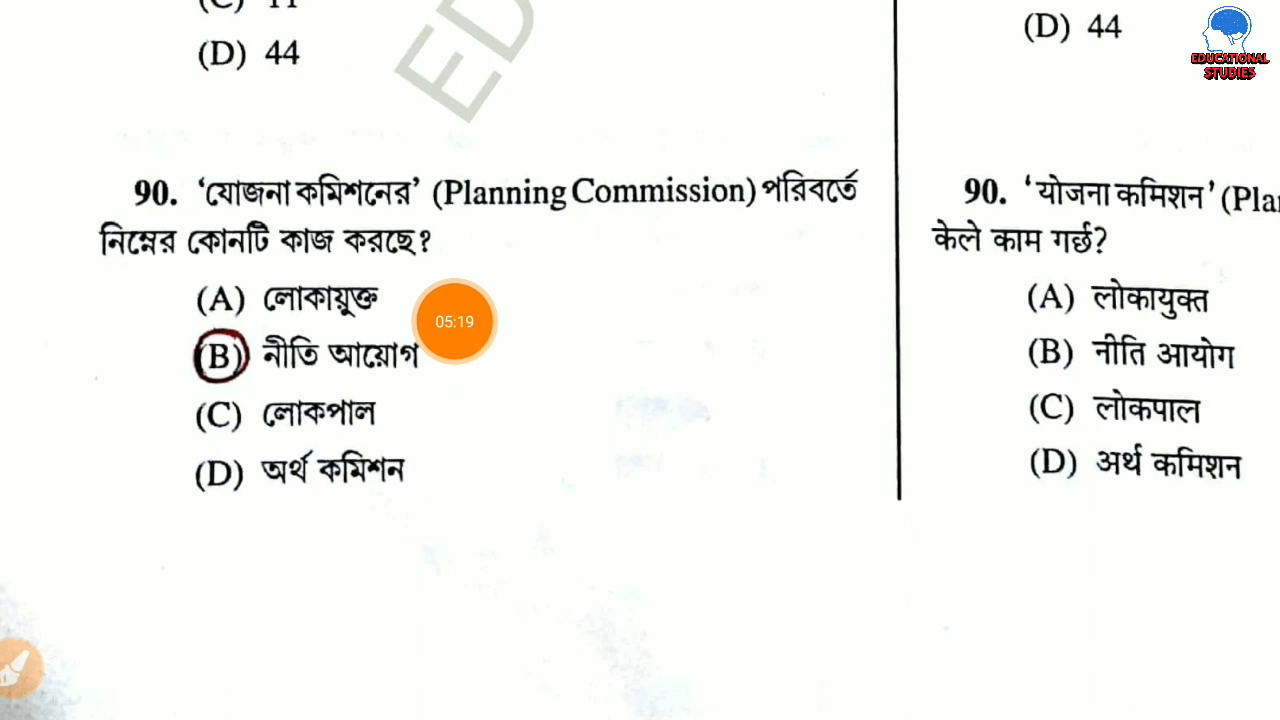 (D) 44
(D) 44
EDUCATIONAL
STUDIES
ED
90. ‘যোজনা কমিশনের’ (Planning Commission) পরিবর্তে
নিম্নের কোনটি কাজ করছে?
(A) লোকায়ুক্ত
(B) নীতি আয়োগ
(C) লোকপাল
(D) অর্থ কমিশন
05:19
90. ‘योजना कमिशन’ (Pla
केले काम गर्छ?
(A) लोकायुक्त
(B) नीति आयोग
(C) लोकपाल
(D) अर्थ कमिशन